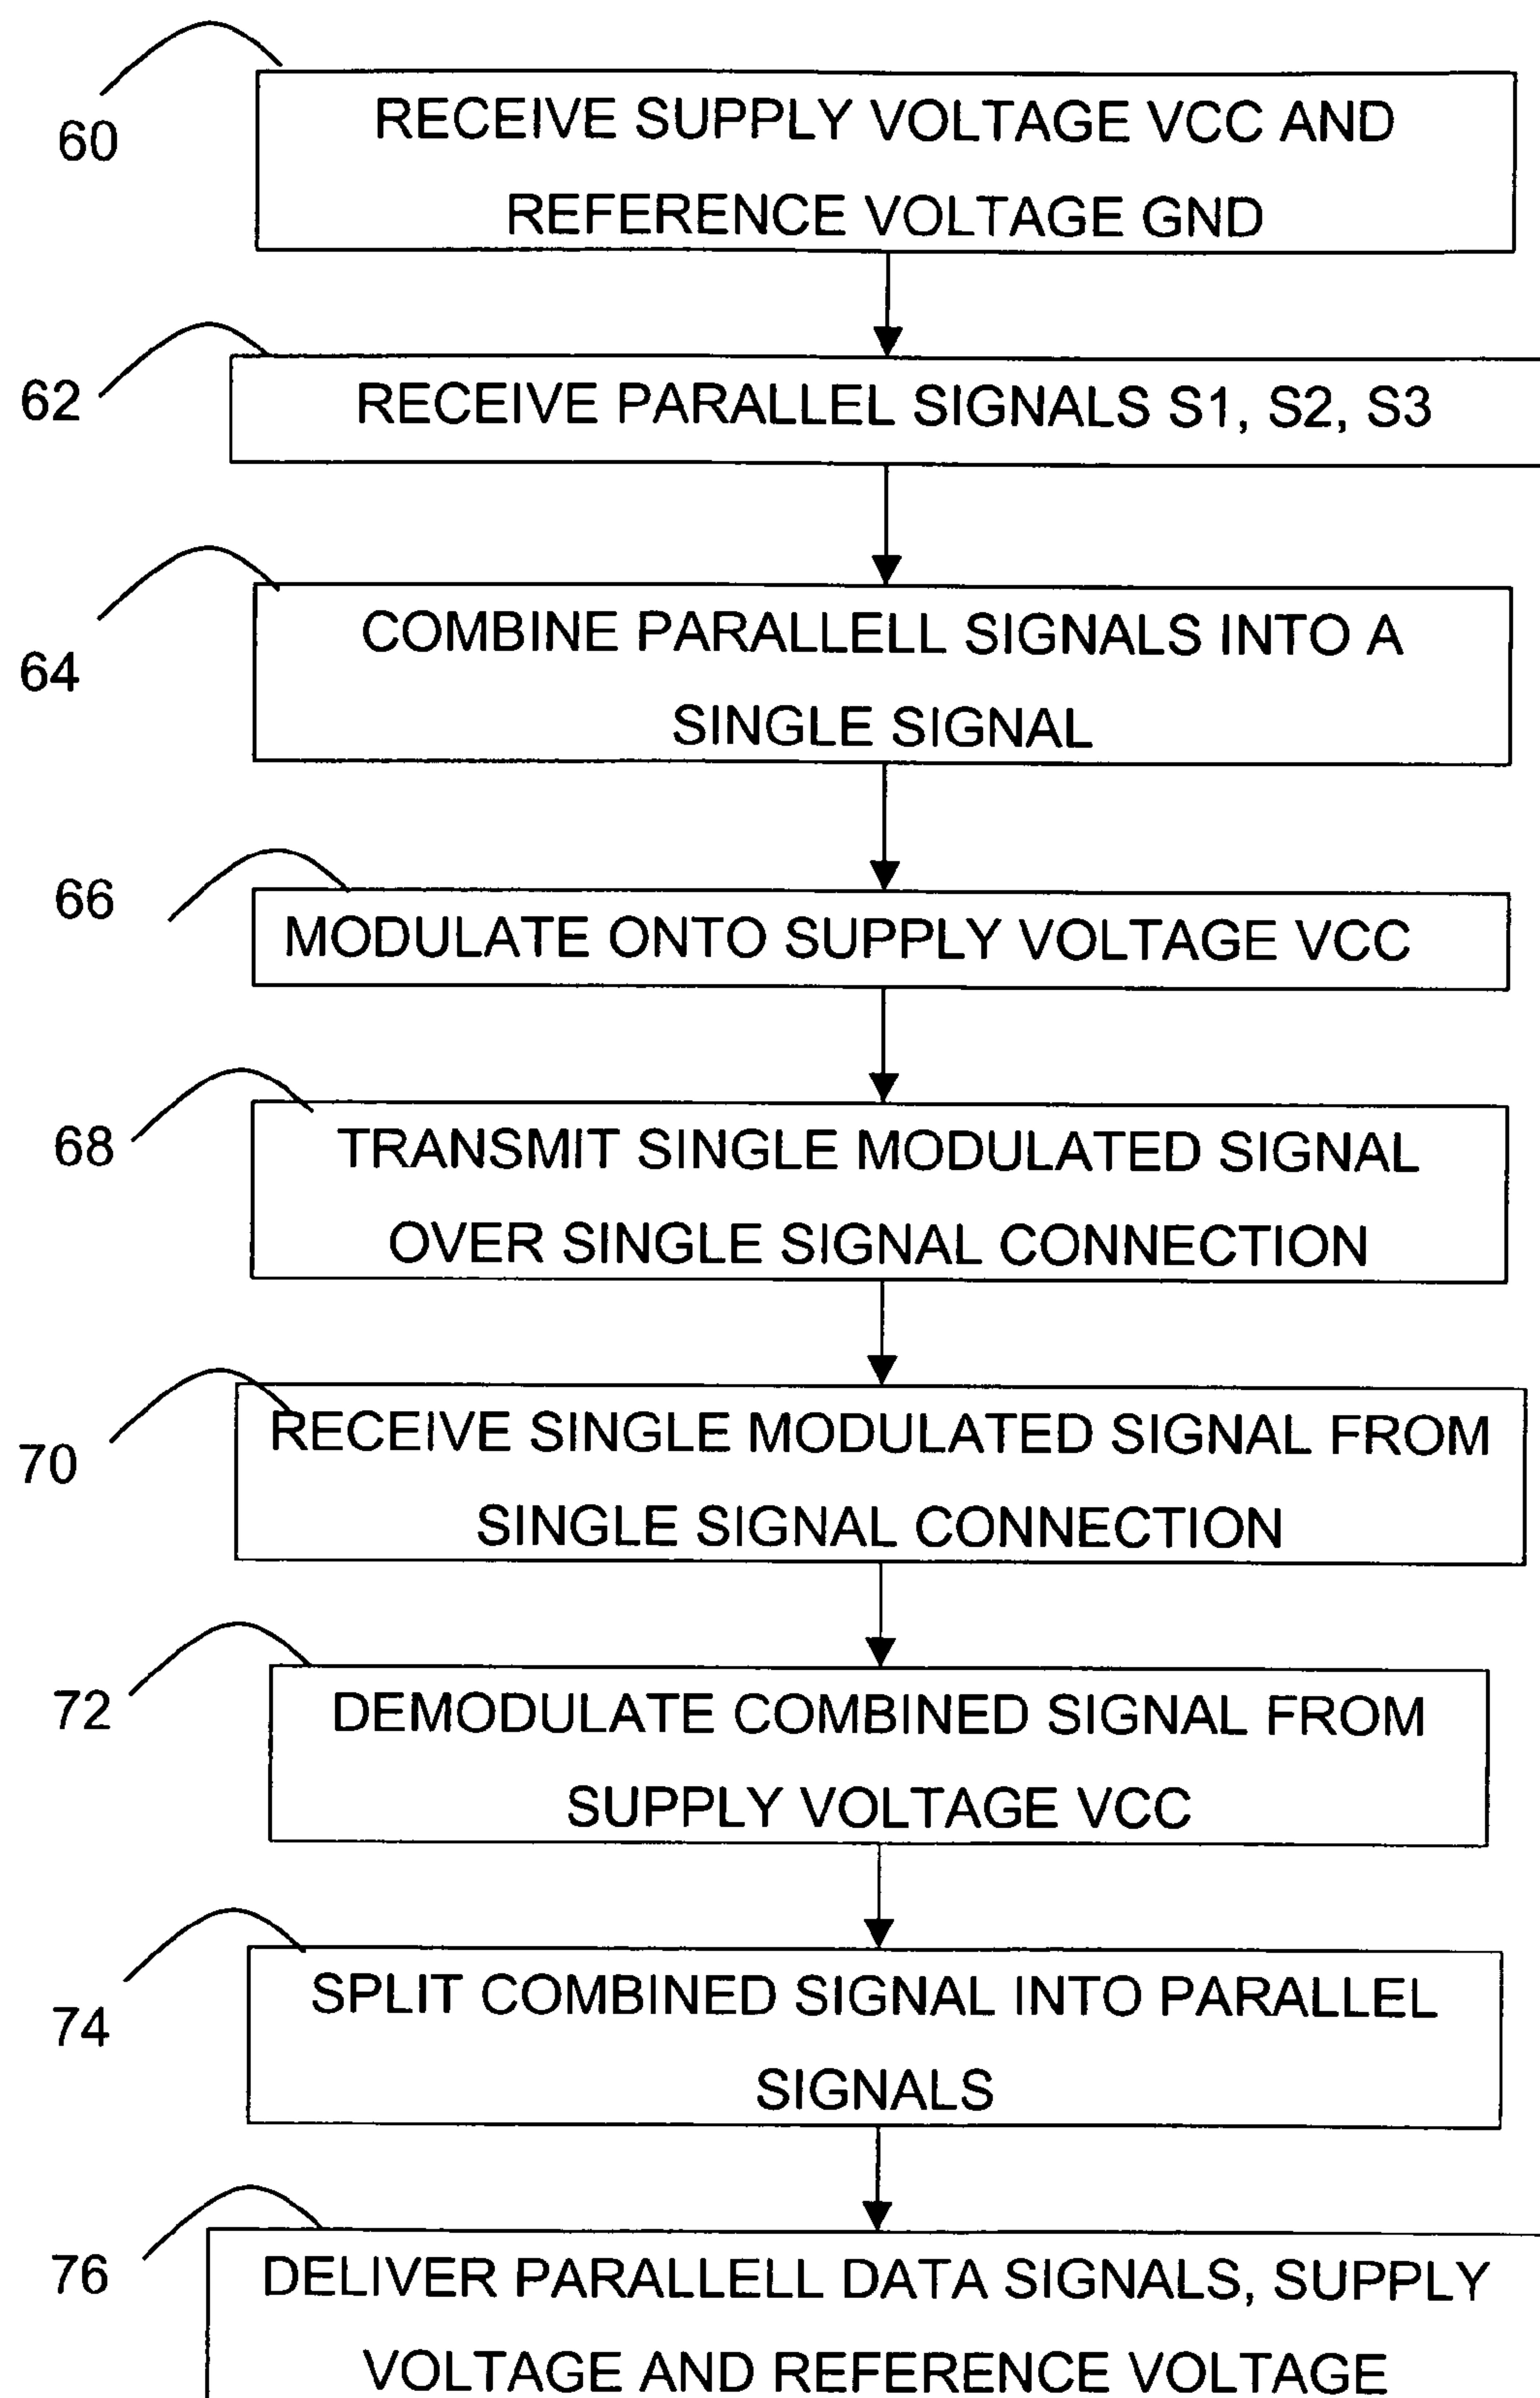 60
RECEIVE SUPPLY VOLTAGE VCC AND
REFERENCE VOLTAGE GND
62
RECEIVE PARALLEL SIGNALS S1, S2, S3
64
COMBINE PARALLELL SIGNALS INTO A
SINGLE SIGNAL
66
MODULATE ONTO SUPPLY VOLTAGE VCC
68
TRANSMIT SINGLE MODULATED SIGNAL
OVER SINGLE SIGNAL CONNECTION
70
RECEIVE SINGLE MODULATED SIGNAL FROM
SINGLE SIGNAL CONNECTION
72
DEMODULATE COMBINED SIGNAL FROM
SUPPLY VOLTAGE VCC
74
SPLIT COMBINED SIGNAL INTO PARALLEL
SIGNALS
76
DELIVER PARALLELL DATA SIGNALS, SUPPLY
VOLTAGE AND REFERENCE VOLTAGE